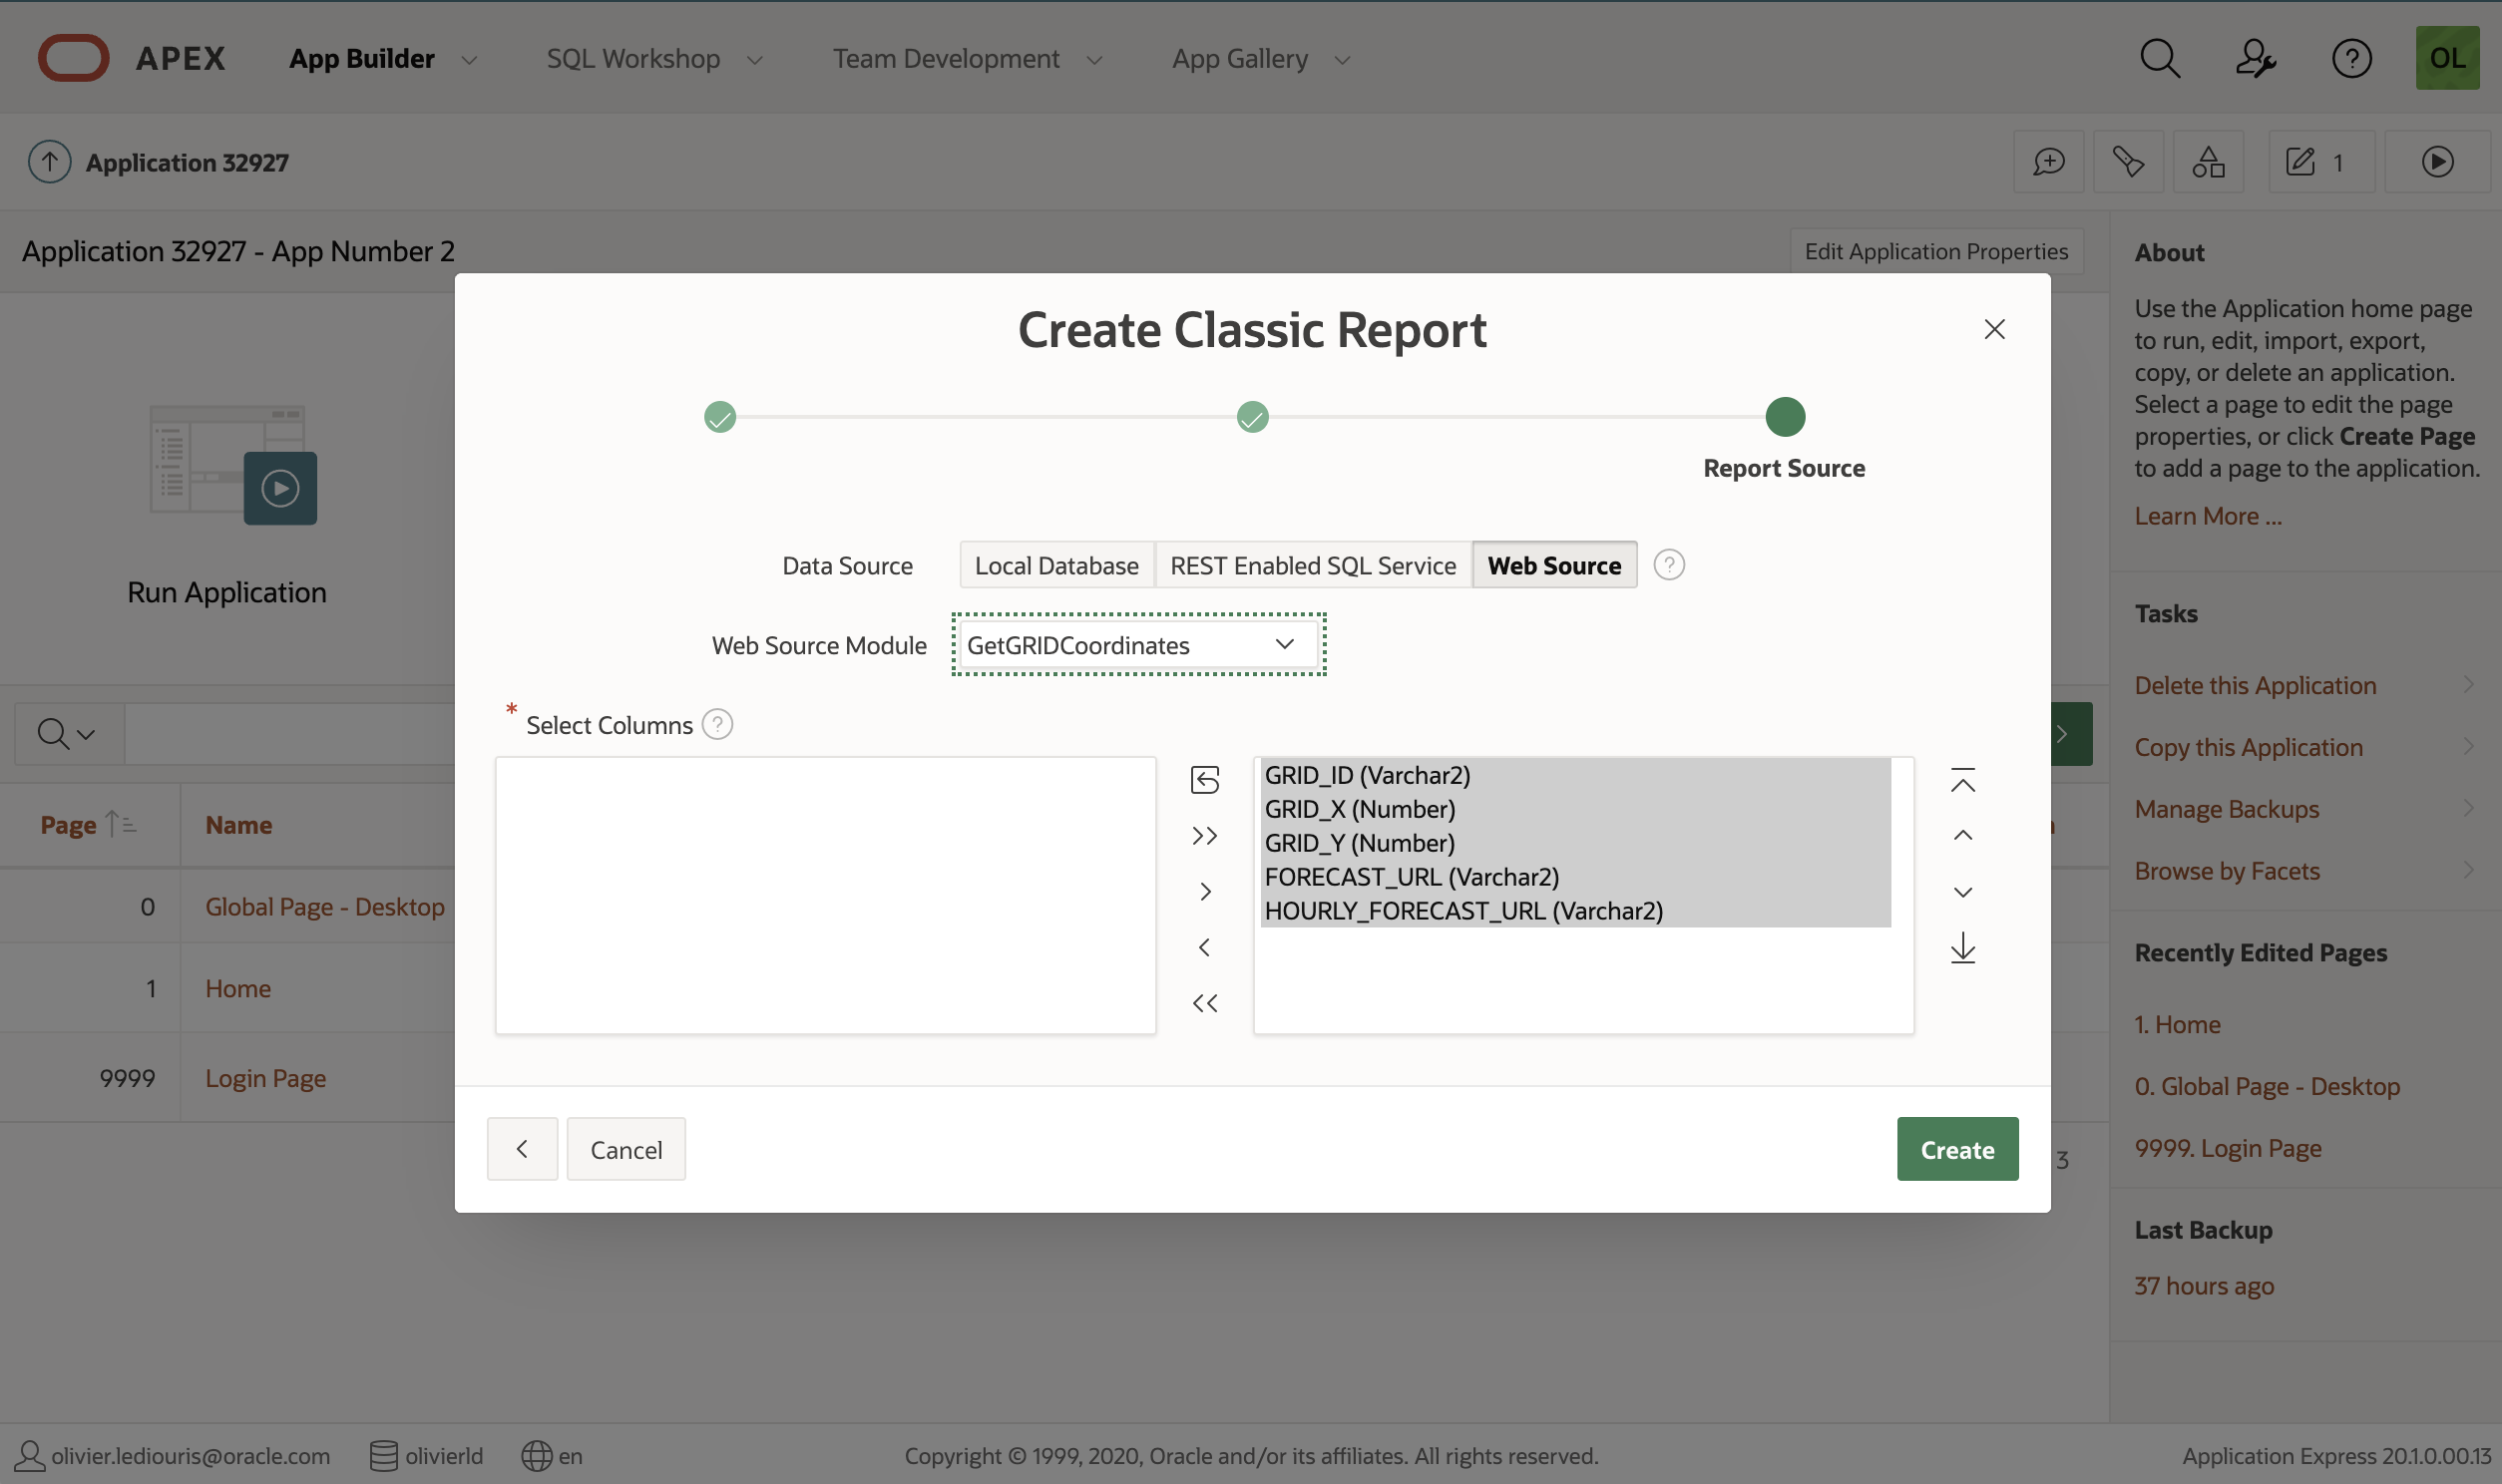 APEX App Builder SQL Workshop Team Development App Gallery OL
Application 32927
1
Application 32927 - App Number 2
Edit Application Properties
Run Application
Page Name
0 Global Page - Desktop
1 Home
9999 Login Page
3
Create Classic Report
Report Source
Data Source Local Database REST Enabled SQL Service Web Source ?
Web Source Module GetGRIDCoordinates
* Select Columns ?
GRID_ID (Varchar2)
GRID_X (Number)
GRID_Y (Number)
FORECAST_URL (Varchar2)
HOURLY_FORECAST_URL (Varchar2)
Cancel
Create
About
Use the Application home page
to run, edit, import, export,
copy, or delete an application.
Select a page to edit the page
properties, or click Create Page
to add a page to the application.
Learn More ...
Tasks
Delete this Application
Copy this Application
Manage Backups
Browse by Facets
Recently Edited Pages
1. Home
0. Global Page - Desktop
9999. Login Page
Last Backup
37 hours ago
olivier.lediouris@oracle.com olivierld en
Copyright © 1999, 2020, Oracle and/or its affiliates. All rights reserved.
Application Express 20.1.0.00.13